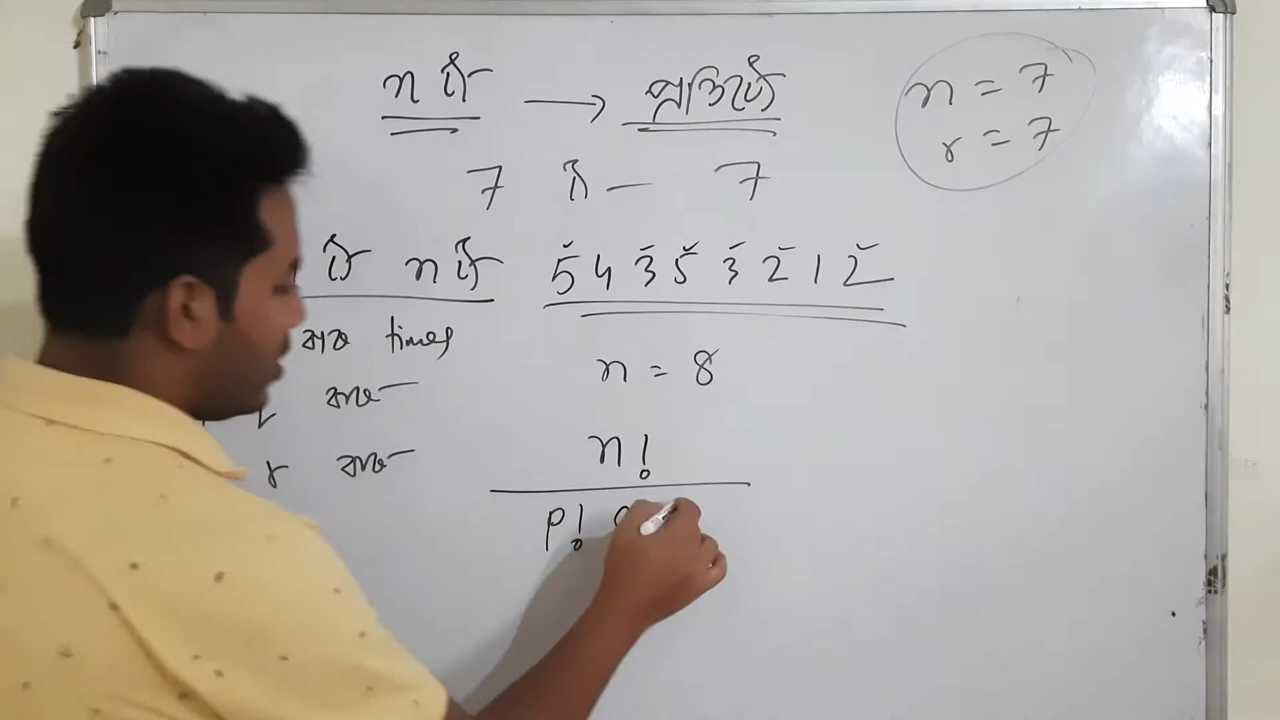 n টি → প্রতিটি
n = 7
r = 7
7 টি — 7
টি n টি 5 4 3 5 3 2 1 2
times
n = 8
n!
r
p!